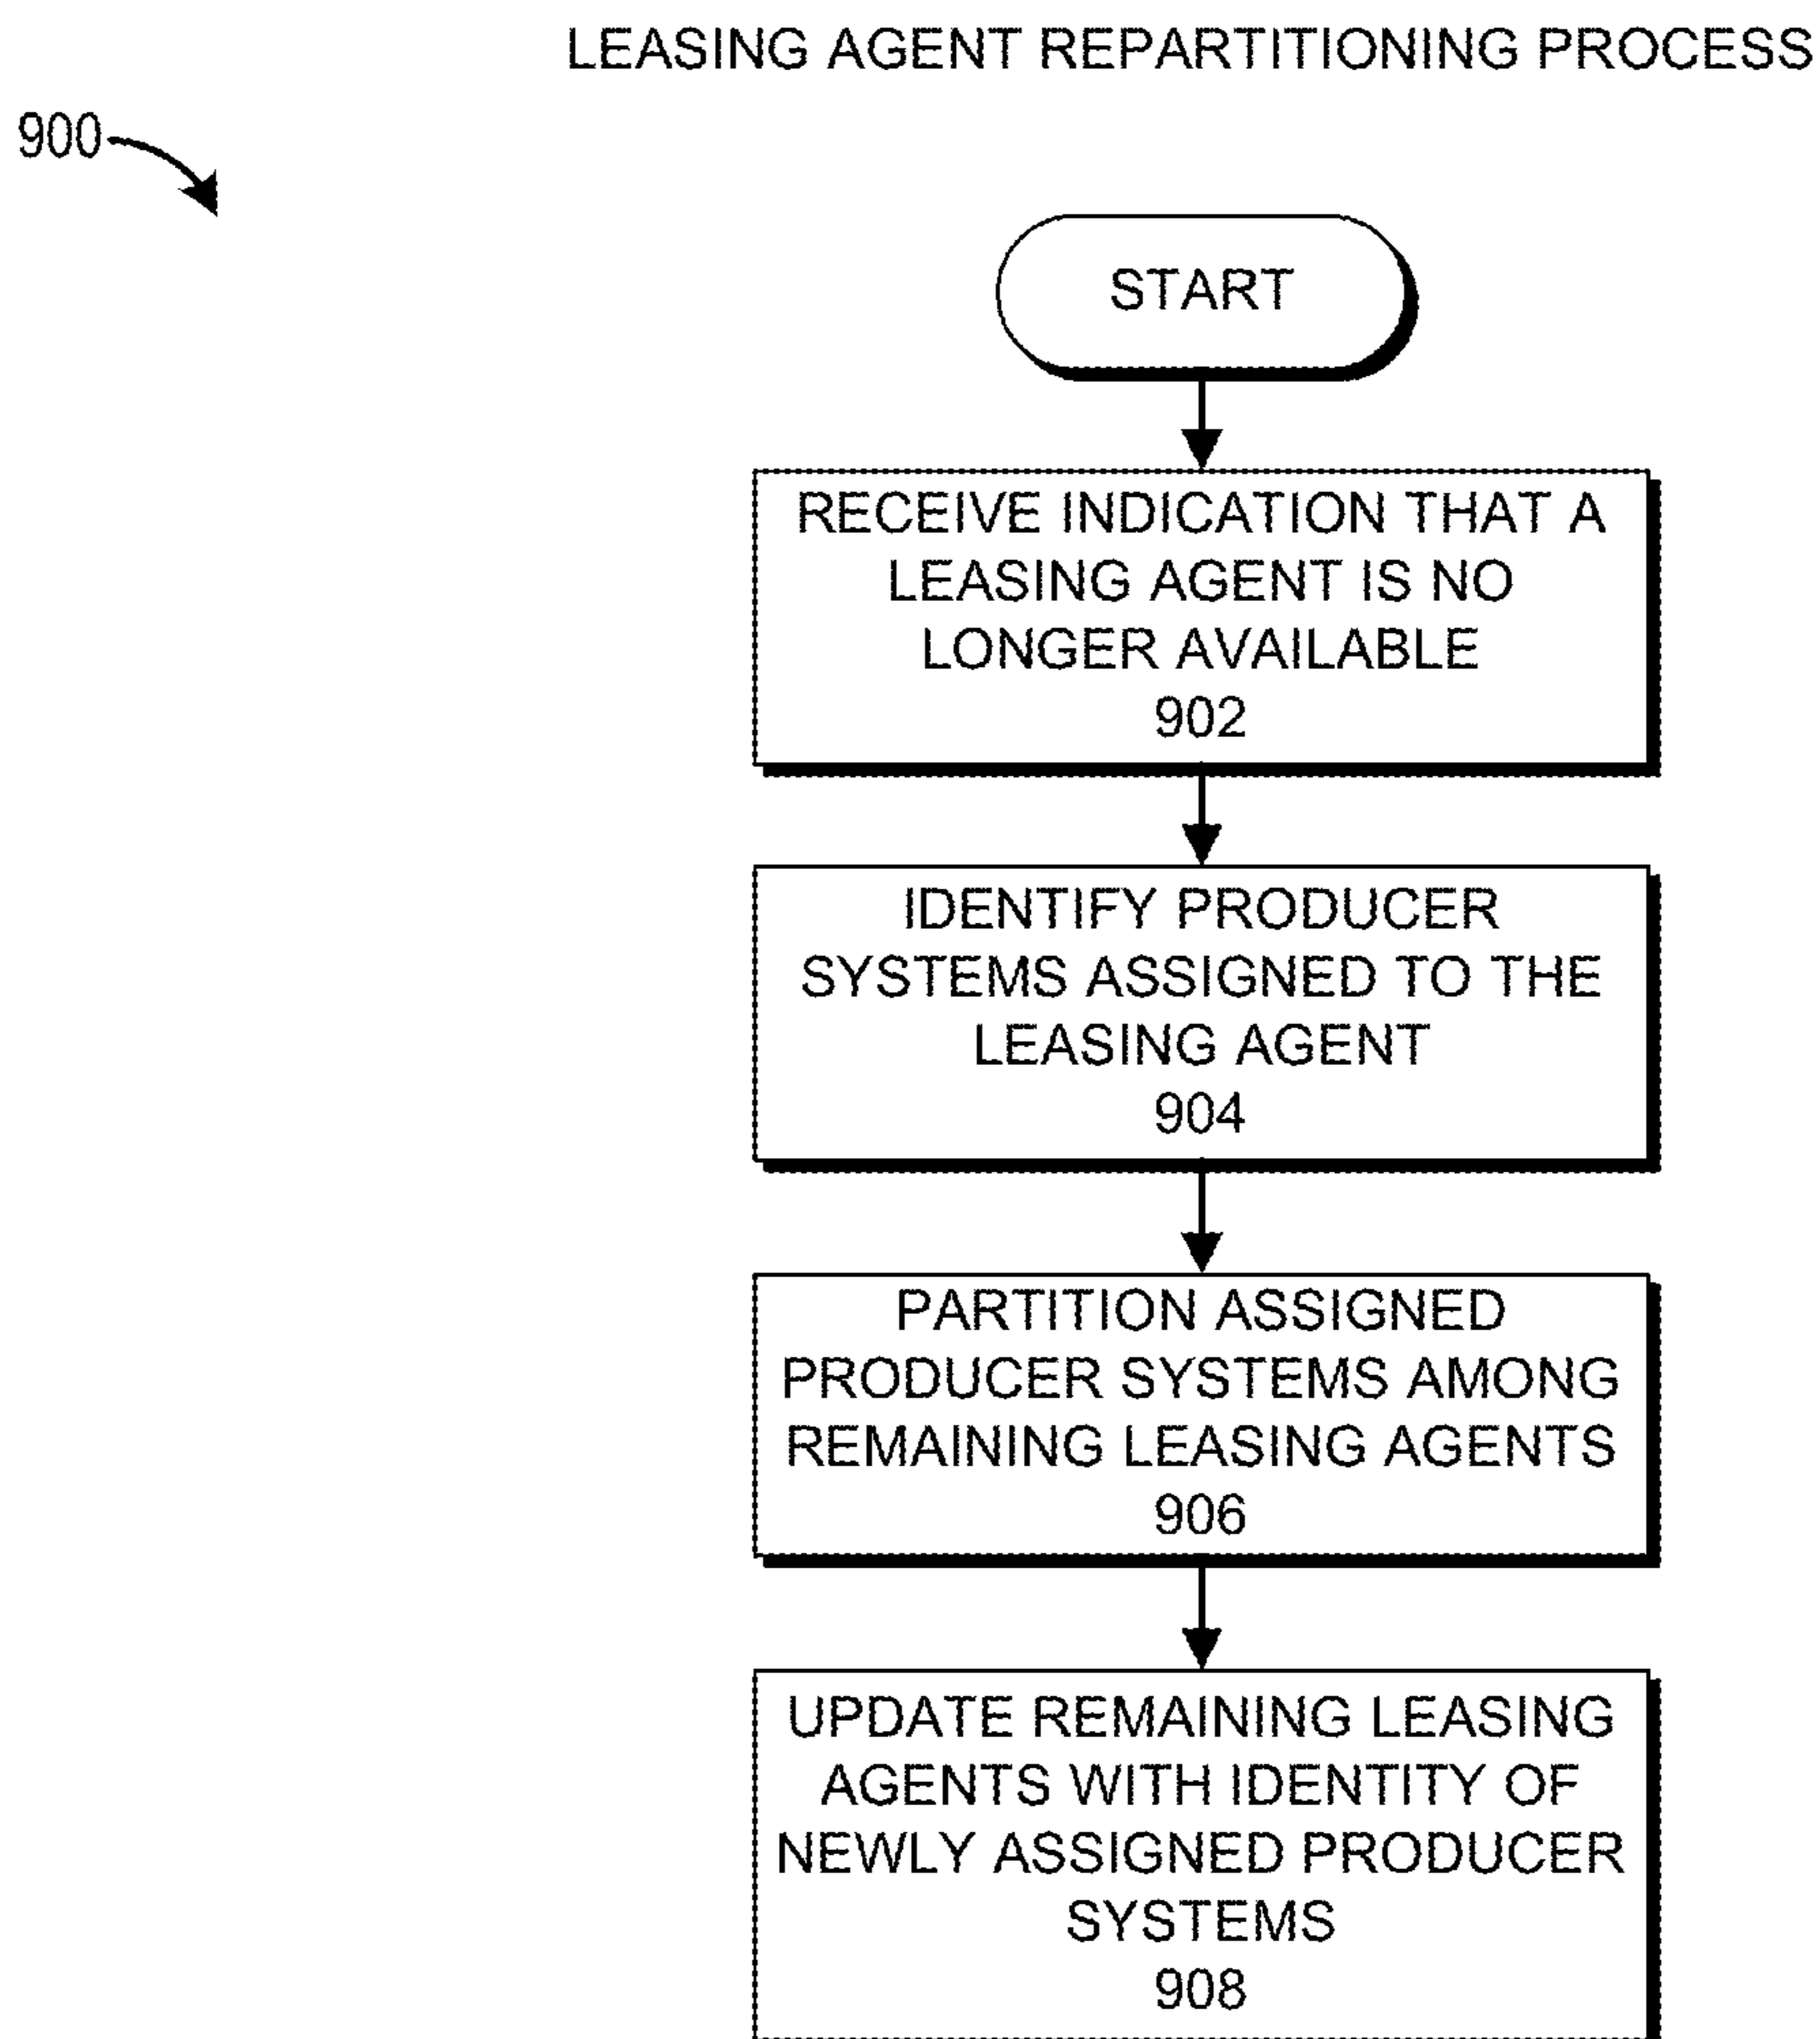 LEASING AGENT REPARTITIONING PROCESS
900
START
RECEIVE INDICATION THAT A
LEASING AGENT IS NO
LONGER AVAILABLE
902
IDENTIFY PRODUCER
SYSTEMS ASSIGNED TO THE
LEASING AGENT
904
PARTITION ASSIGNED
PRODUCER SYSTEMS AMONG
REMAINING LEASING AGENTS
906
UPDATE REMAINING LEASING
AGENTS WITH IDENTITY OF
NEWLY ASSIGNED PRODUCER
SYSTEMS
908